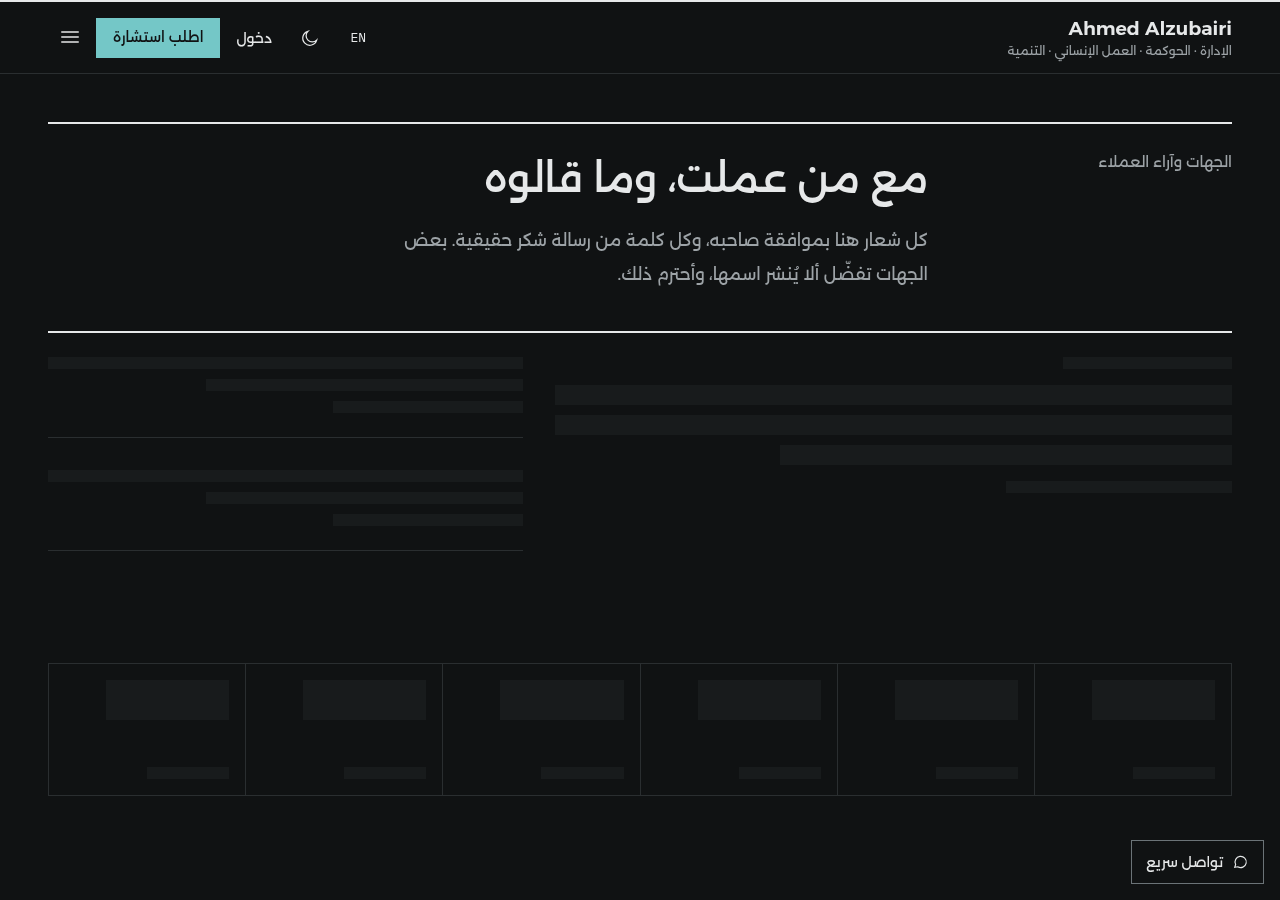 Ahmed Alzubairi
الإدارة · الحوكمة · العمل الإنساني · التنمية
EN
دخول
اطلب استشارة
الجهات وآراء العملاء
مع من عملت، وما قالوه
كل شعار هنا بموافقة صاحبه، وكل كلمة من رسالة شكر حقيقية. بعض
الجهات تفضّل ألا يُنشر اسمها، وأحترم ذلك.
تواصل سريع